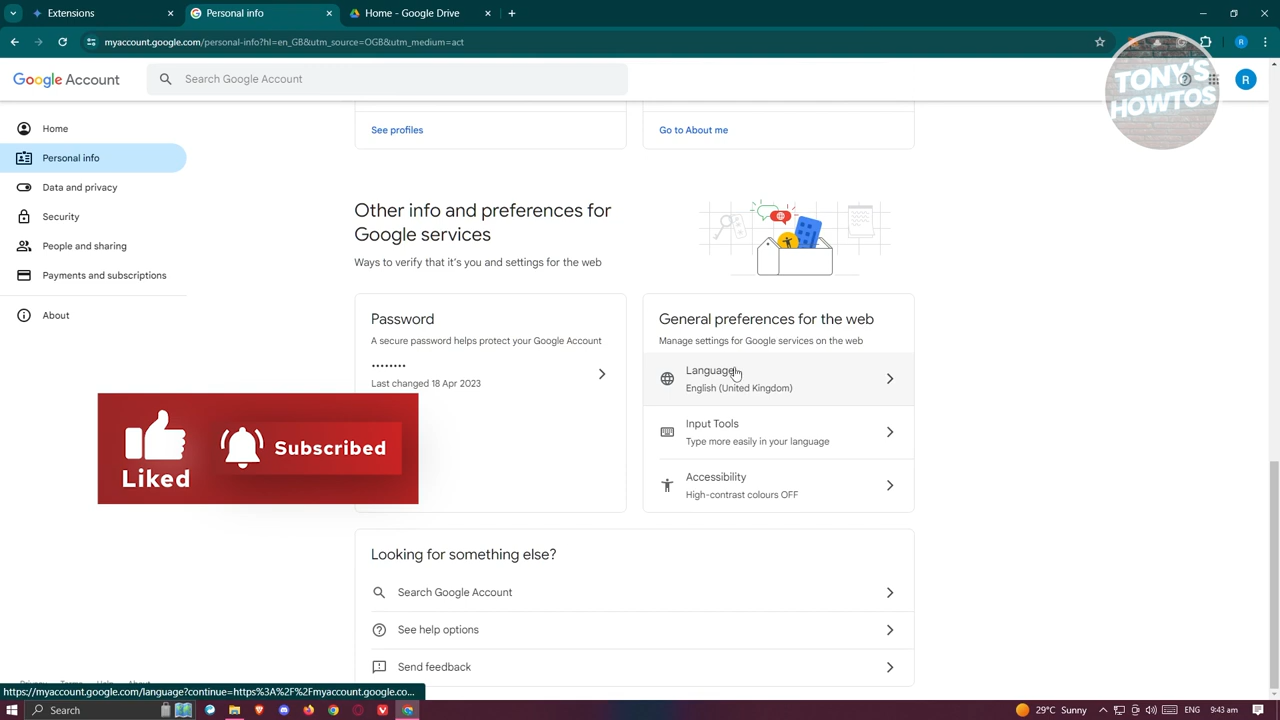 Extensions
Personal info
Home - Google Drive
myaccount.google.com/personal-info?hl=en_GB&utm_source=OGB&utm_medium=act
R
Google Account
Search Google Account
R
TONY'S
HOWTOS
Home
Personal info
Data and privacy
Security
People and sharing
Payments and subscriptions
About
See profiles
Go to About me
Other info and preferences for
Google services
Ways to verify that it's you and settings for the web
Password
A secure password helps protect your Google Account
••••••••
Last changed 18 Apr 2023
General preferences for the web
Manage settings for Google services on the web
Language
English (United Kingdom)
Input Tools
Type more easily in your language
Accessibility
High-contrast colours OFF
Liked
Subscribed
Looking for something else?
Search Google Account
See help options
Send feedback
https://myaccount.google.com/language?continue=https%3A%2F%2Fmyaccount.google.co...
Search
29°C Sunny
ENG
9:43 am